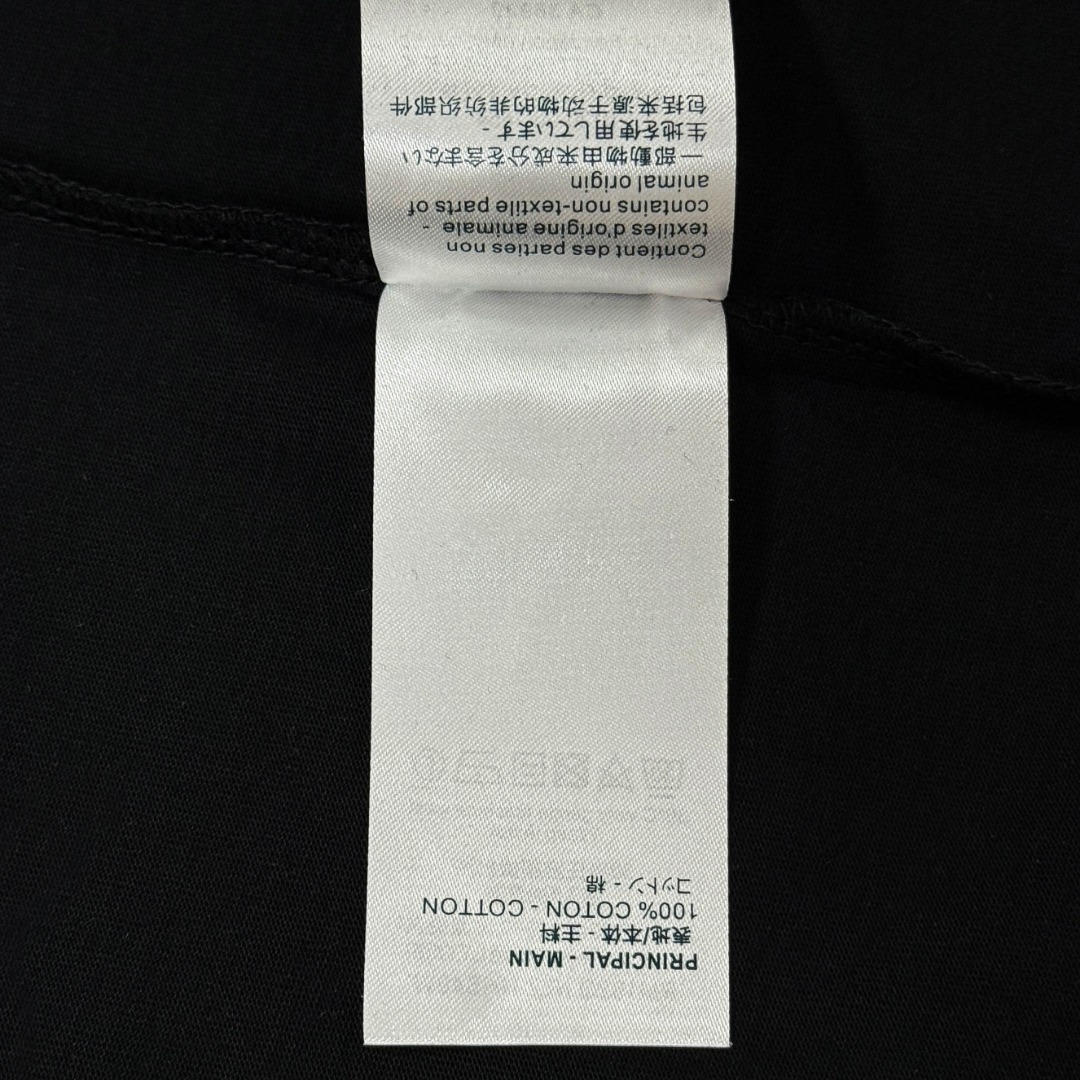 PRINCIPAL - MAIN
表地/本体 - 主料
100% COTON - COTTON
コットン - 棉
Contient des parties non
textiles d'origine animale -
contains non-textile parts of
animal origin
一部動物由来成分を含まない
生地を使用しています -
包括来源于动物的非纺织部件